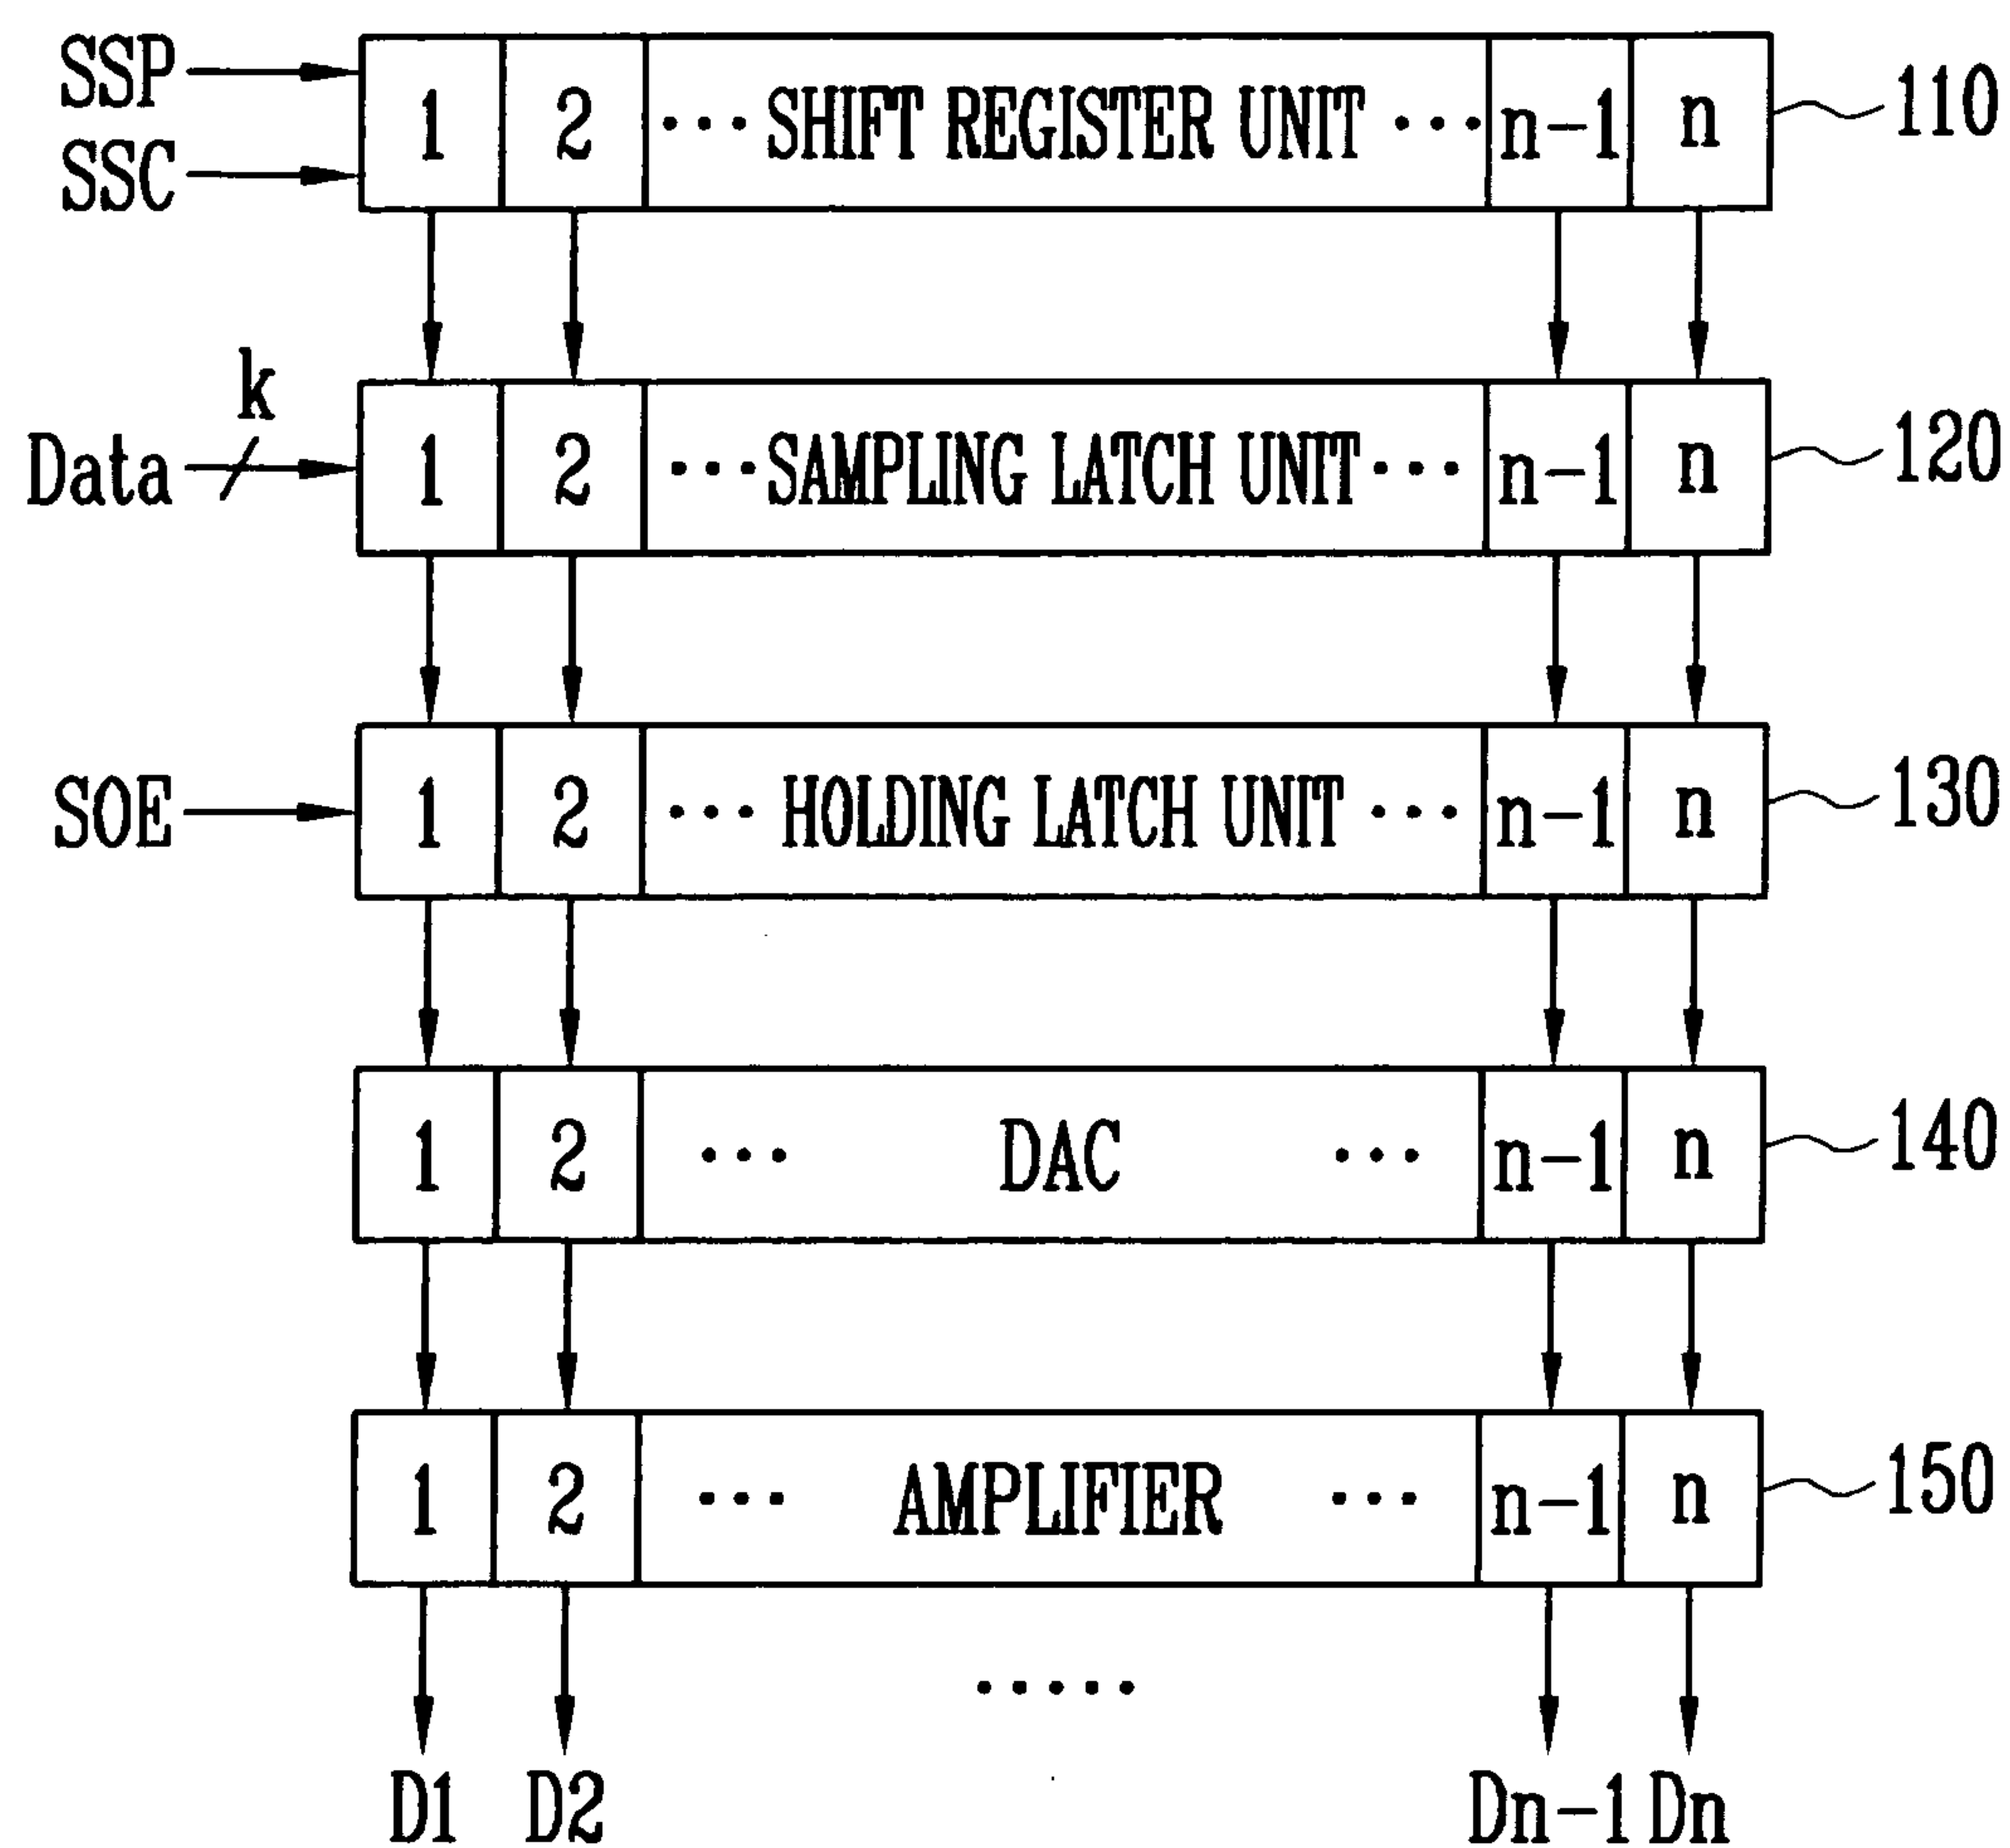 SSP
SSC
1 2 ... SHIFT REGISTER UNIT ... n-1 n 110
k
Data
1 2 ... SAMPLING LATCH UNIT ... n-1 n 120
SOE
1 2 ... HOLDING LATCH UNIT ... n-1 n 130
1 2 ... DAC ... n-1 n 140
1 2 ... AMPLIFIER ... n-1 n 150
.....
D1 D2 Dn-1 Dn